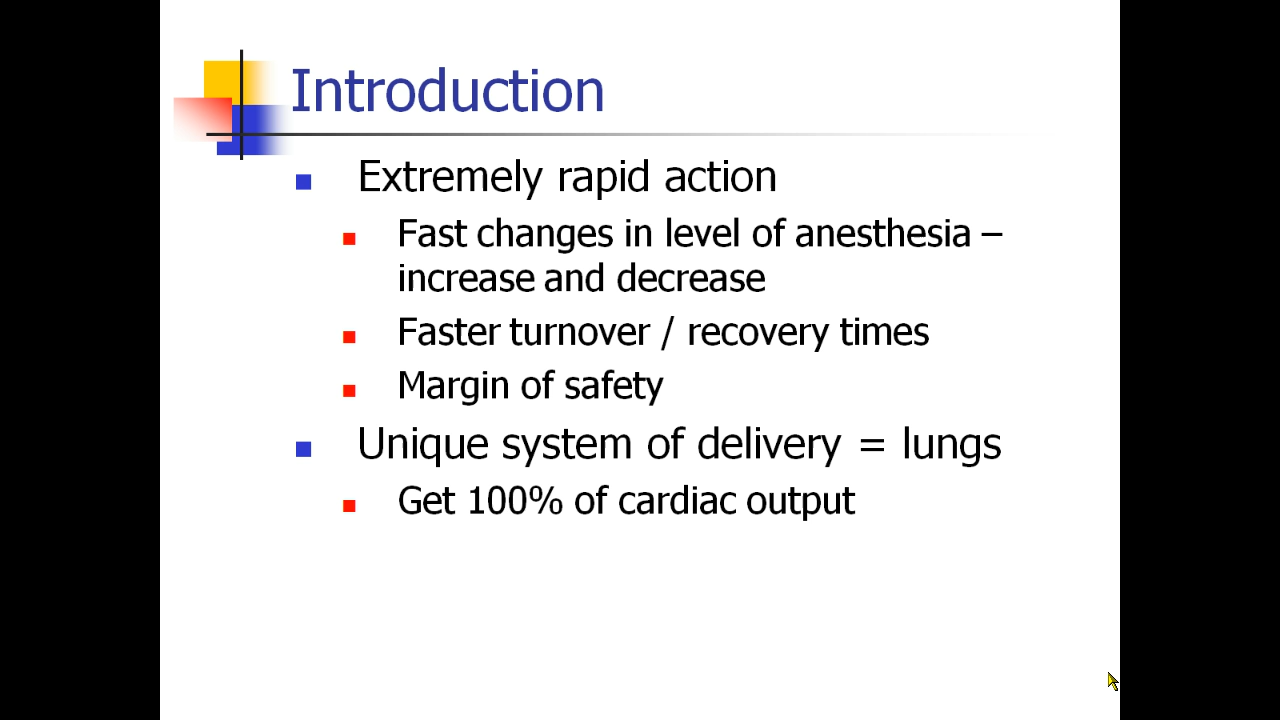 Introduction
Extremely rapid action
Fast changes in level of anesthesia –
increase and decrease
Faster turnover / recovery times
Margin of safety
Unique system of delivery = lungs
Get 100% of cardiac output